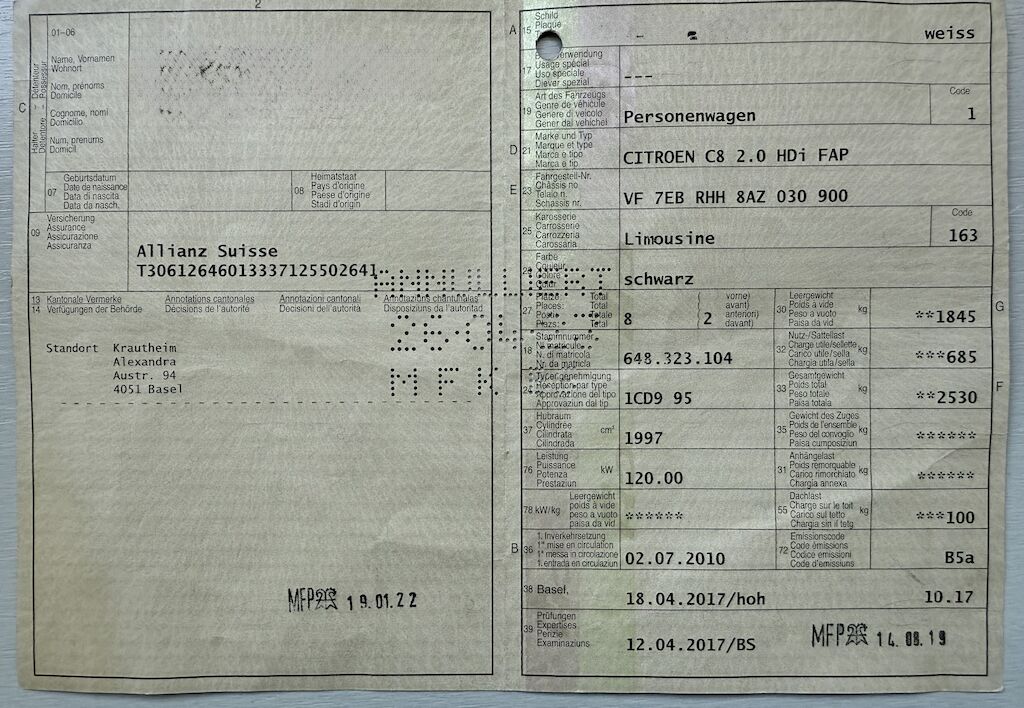 2
01-06
Halter Détenteur
Détentore Possessur
C
Name, Vornamen
Wohnort
Nom, prénoms
Domicile
Cognome, nomi
Domicilio
Num, prenums
Domicil
07
Geburtsdatum
Date de naissance
Data di nascita
Data da nasch.
08
Heimatstaat
Pays d'origine
Paese d'origine
Stadi d'origin
09
Versicherung
Assurance
Assicurazione
Assicuranza
Allianz Suisse
T30612646013337125502641
13
14
Kantonale Vermerke
Verfügungen der Behörde
Annotations cantonales
Décisions de l'autorité
Annotazioni cantonali
Decisioni dell'autorità
Annotaziuns chantunalas
Disposiziuns da l'autoritad
ANNULLIERT
MFK
Standort Krautheim
Alexandra
Austr. 94
4051 Basel
MFP 19.01.22
A
15
Schild
Plaque
weiss
17
Usage spécial
Uso speciale
Diever spezial
---
19
Art des Fahrzeugs
Genre de véhicule
Genere di veicolo
Gener dal vehichel
Personenwagen
Code
1
D
21
Marke und Typ
Marque et type
Marca e tipo
Marca e tip
CITROEN C8 2.0 HDi FAP
E
23
Fahrgestell-Nr.
Châssis no
Telaio n.
Schassis nr.
VF 7EB RHH 8AZ 030 900
25
Karosserie
Carrosserie
Carrozzeria
Carossaria
Limousine
Code
163
Farbe
Couleur
Colore
Color
schwarz
27
Plätze: Total
Places: Total
Posti: Totale
Plazs: Total
8
( vorne)
( avant)
2 anteriori)
( davant)
30
Leergewicht
Poids à vide
Peso a vuoto
Paisa da vid
kg
**1845
G
18
Stammnummer
No matricule
N. di matricola
Nr. da matricla
648.323.104
32
Nutz-/Sattellast
Charge utile/sellette
Carico utile/sella
Chargia utila/sella
kg
***685
24
Typengenehmigung
Réception par type
Approvazione del tipo
Approvaziun dal tip
1CD9 95
33
Gesamtgewicht
Poids total
Peso totale
Paisa totala
kg
**2530
F
37
Hubraum
Cylindrée
Cilindrata
Cilindrada
cm³
1997
35
Gewicht des Zuges
Poids de l'ensemble
Peso del convoglio
Paisa cumposiziun
kg
******
76
Leistung
Puissance
Potenza
Prestaziun
kW
120.00
31
Anhängelast
Poids remorquable
Carico rimorchiato
Chargia annexa
kg
******
78 kW/kg
Leergewicht
poids à vide
peso a vuoto
paisa da vid
******
55
Dachlast
Charge sur le toit
Carico sul tetto
Chargia sin il tetg
kg
***100
B
36
1. Inverkehrsetzung
1re mise en circulation
1a messa in circolazione
1. entrada en circulaziun
02.07.2010
72
Emissionscode
Code émissions
Codice emissioni
Code d'emissiuns
B5a
38 Basel,
18.04.2017/hoh
10.17
39
Prüfungen
Expertises
Perizie
Examinaziuns
12.04.2017/BS
MFP 14.08.19